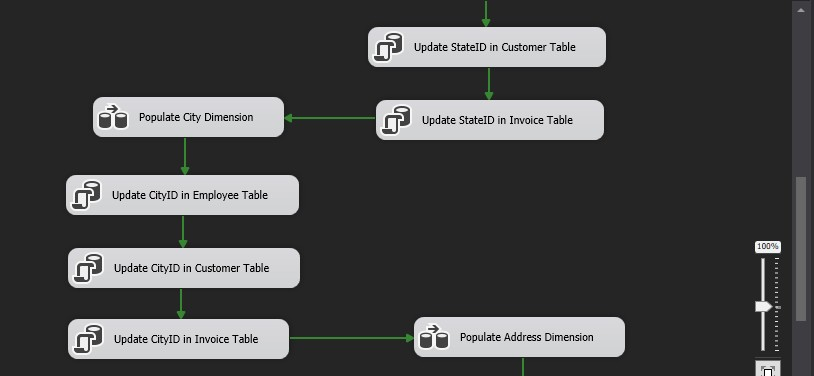 Update StateID in Customer Table
Update StateID in Invoice Table
Populate City Dimension
Update CityID in Employee Table
Update CityID in Customer Table
Update CityID in Invoice Table
Populate Address Dimension
100%